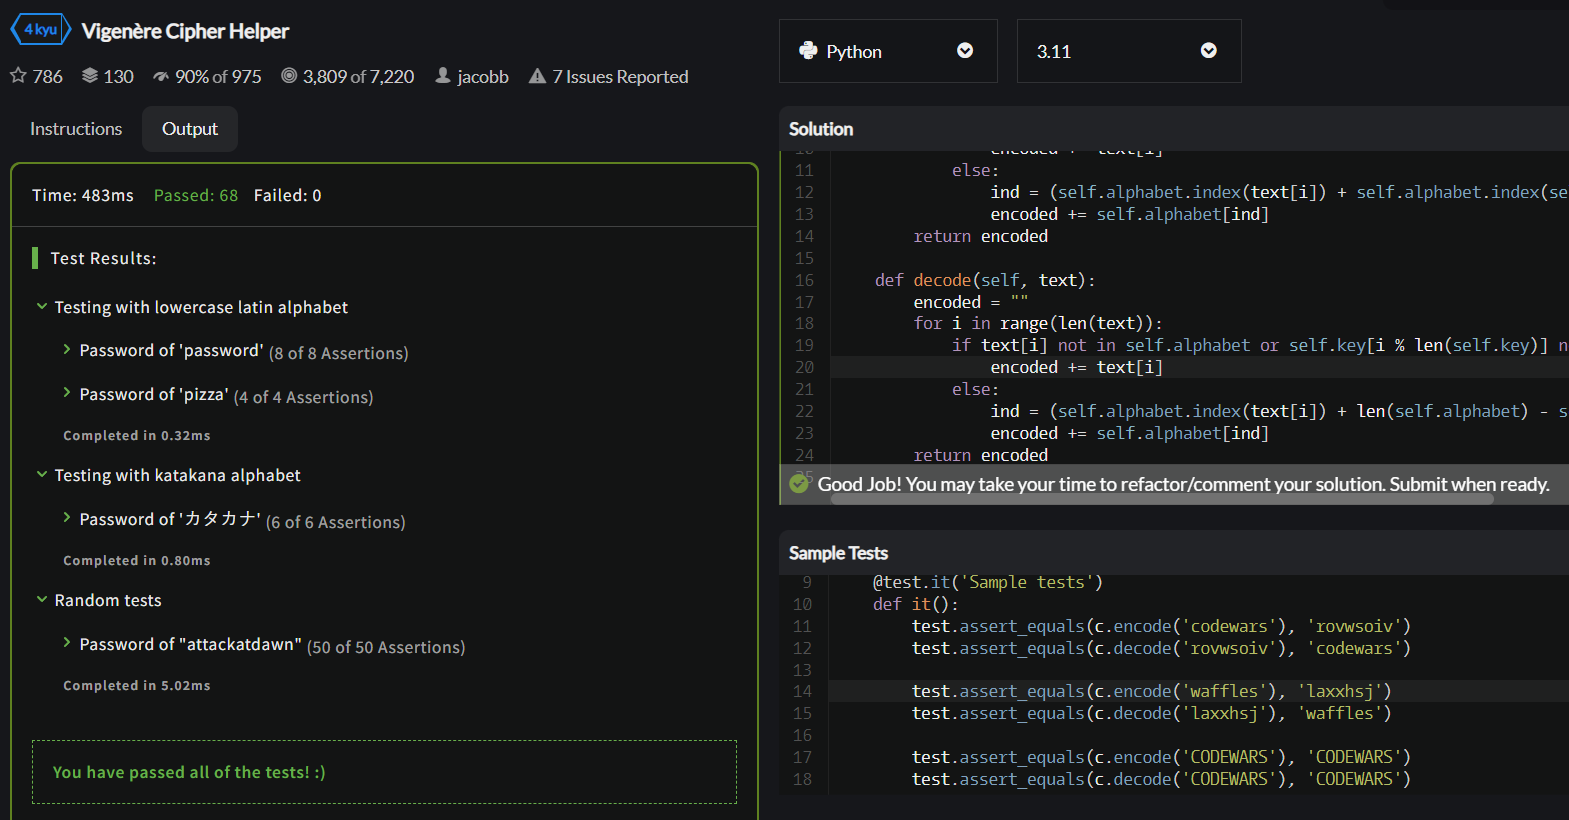 4 kyu Vigenère Cipher Helper
786 130 90% of 975 3,809 of 7,220 jacobb 7 Issues Reported
Instructions Output
Time: 483ms Passed: 68 Failed: 0
Test Results:
Testing with lowercase latin alphabet
Password of 'password' (8 of 8 Assertions)
Password of 'pizza' (4 of 4 Assertions)
Completed in 0.32ms
Testing with katakana alphabet
Password of 'カタカナ' (6 of 6 Assertions)
Completed in 0.80ms
Random tests
Password of "attackatdawn" (50 of 50 Assertions)
Completed in 5.02ms
You have passed all of the tests! :)
Python 3.11
Solution
10 encoded += text[i]
11 else:
12 ind = (self.alphabet.index(text[i]) + self.alphabet.index(se
13 encoded += self.alphabet[ind]
14 return encoded
15
16 def decode(self, text):
17 encoded = ""
18 for i in range(len(text)):
19 if text[i] not in self.alphabet or self.key[i % len(self.key)] n
20 encoded += text[i]
21 else:
22 ind = (self.alphabet.index(text[i]) + len(self.alphabet) - s
23 encoded += self.alphabet[ind]
24 return encoded
25
Good Job! You may take your time to refactor/comment your solution. Submit when ready.
Sample Tests
9 @test.it('Sample tests')
10 def it():
11 test.assert_equals(c.encode('codewars'), 'rovwsoiv')
12 test.assert_equals(c.decode('rovwsoiv'), 'codewars')
13
14 test.assert_equals(c.encode('waffles'), 'laxxhsj')
15 test.assert_equals(c.decode('laxxhsj'), 'waffles')
16
17 test.assert_equals(c.encode('CODEWARS'), 'CODEWARS')
18 test.assert_equals(c.decode('CODEWARS'), 'CODEWARS')